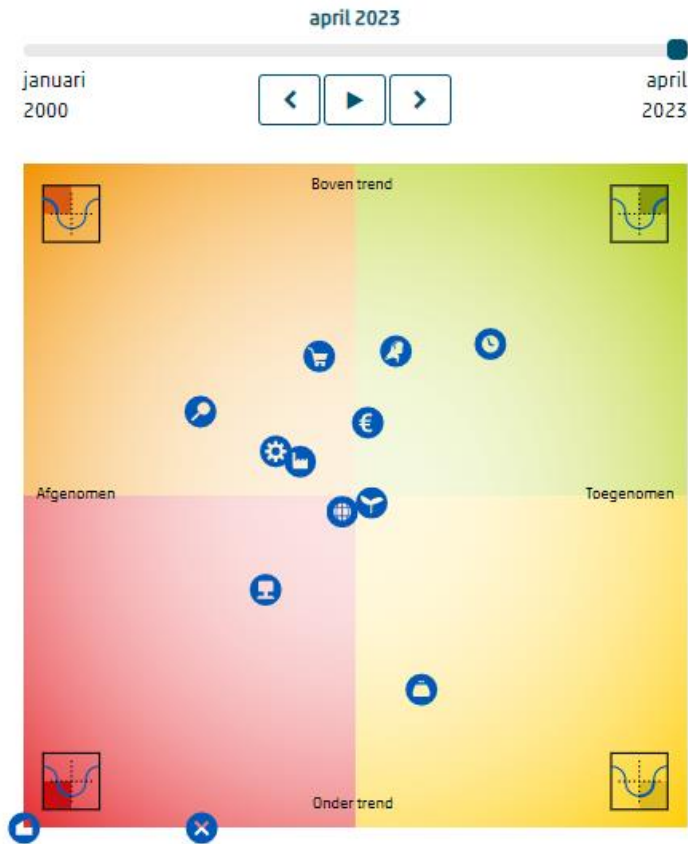 april 2023
januari
2000
april
2023
Boven trend
Afgenomen
Toegenomen
Onder trend